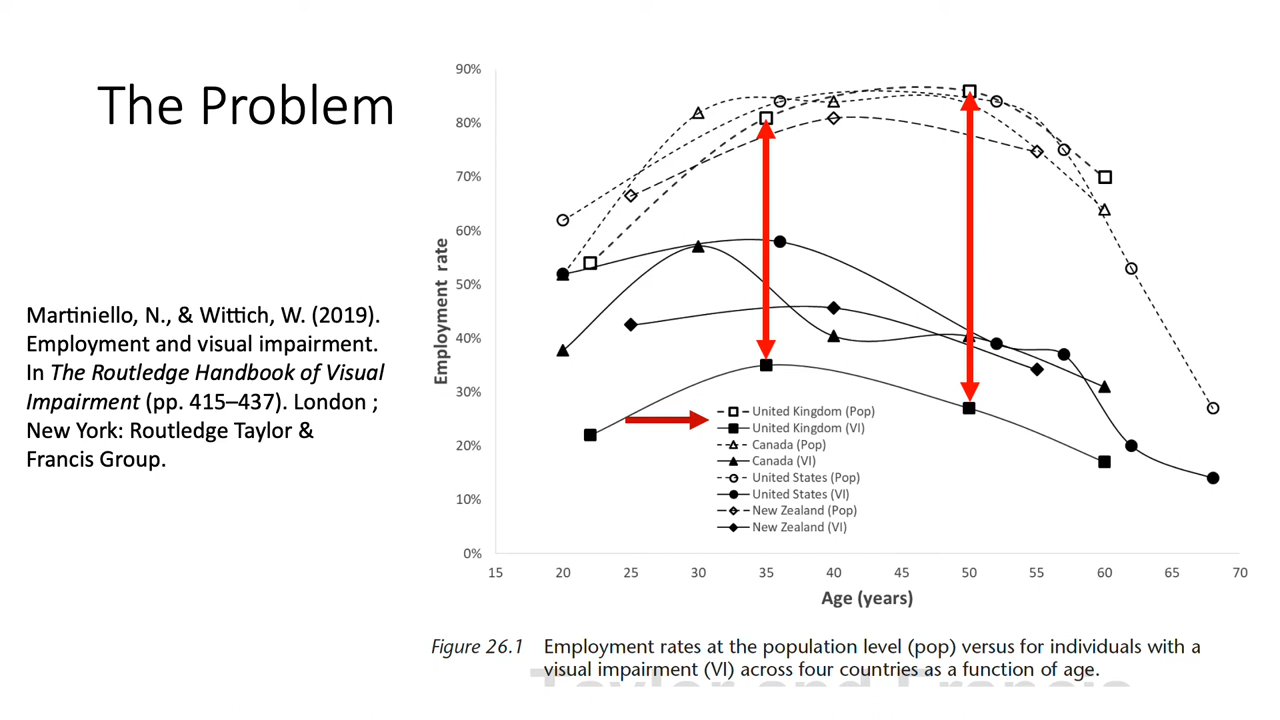 The Problem
Martiniello, N., & Wittich, W. (2019).
Employment and visual impairment.
In The Routledge Handbook of Visual
Impairment (pp. 415–437). London ;
New York: Routledge Taylor &
Francis Group.
Employment rate
90%
80%
70%
60%
50%
40%
30%
20%
10%
0%
United Kingdom (Pop)
United Kingdom (VI)
Canada (Pop)
Canada (VI)
United States (Pop)
United States (VI)
New Zealand (Pop)
New Zealand (VI)
15 20 25 30 35 40 45 50 55 60 65 70
Age (years)
Figure 26.1 Employment rates at the population level (pop) versus for individuals with a
visual impairment (VI) across four countries as a function of age.
Taylor and Francis